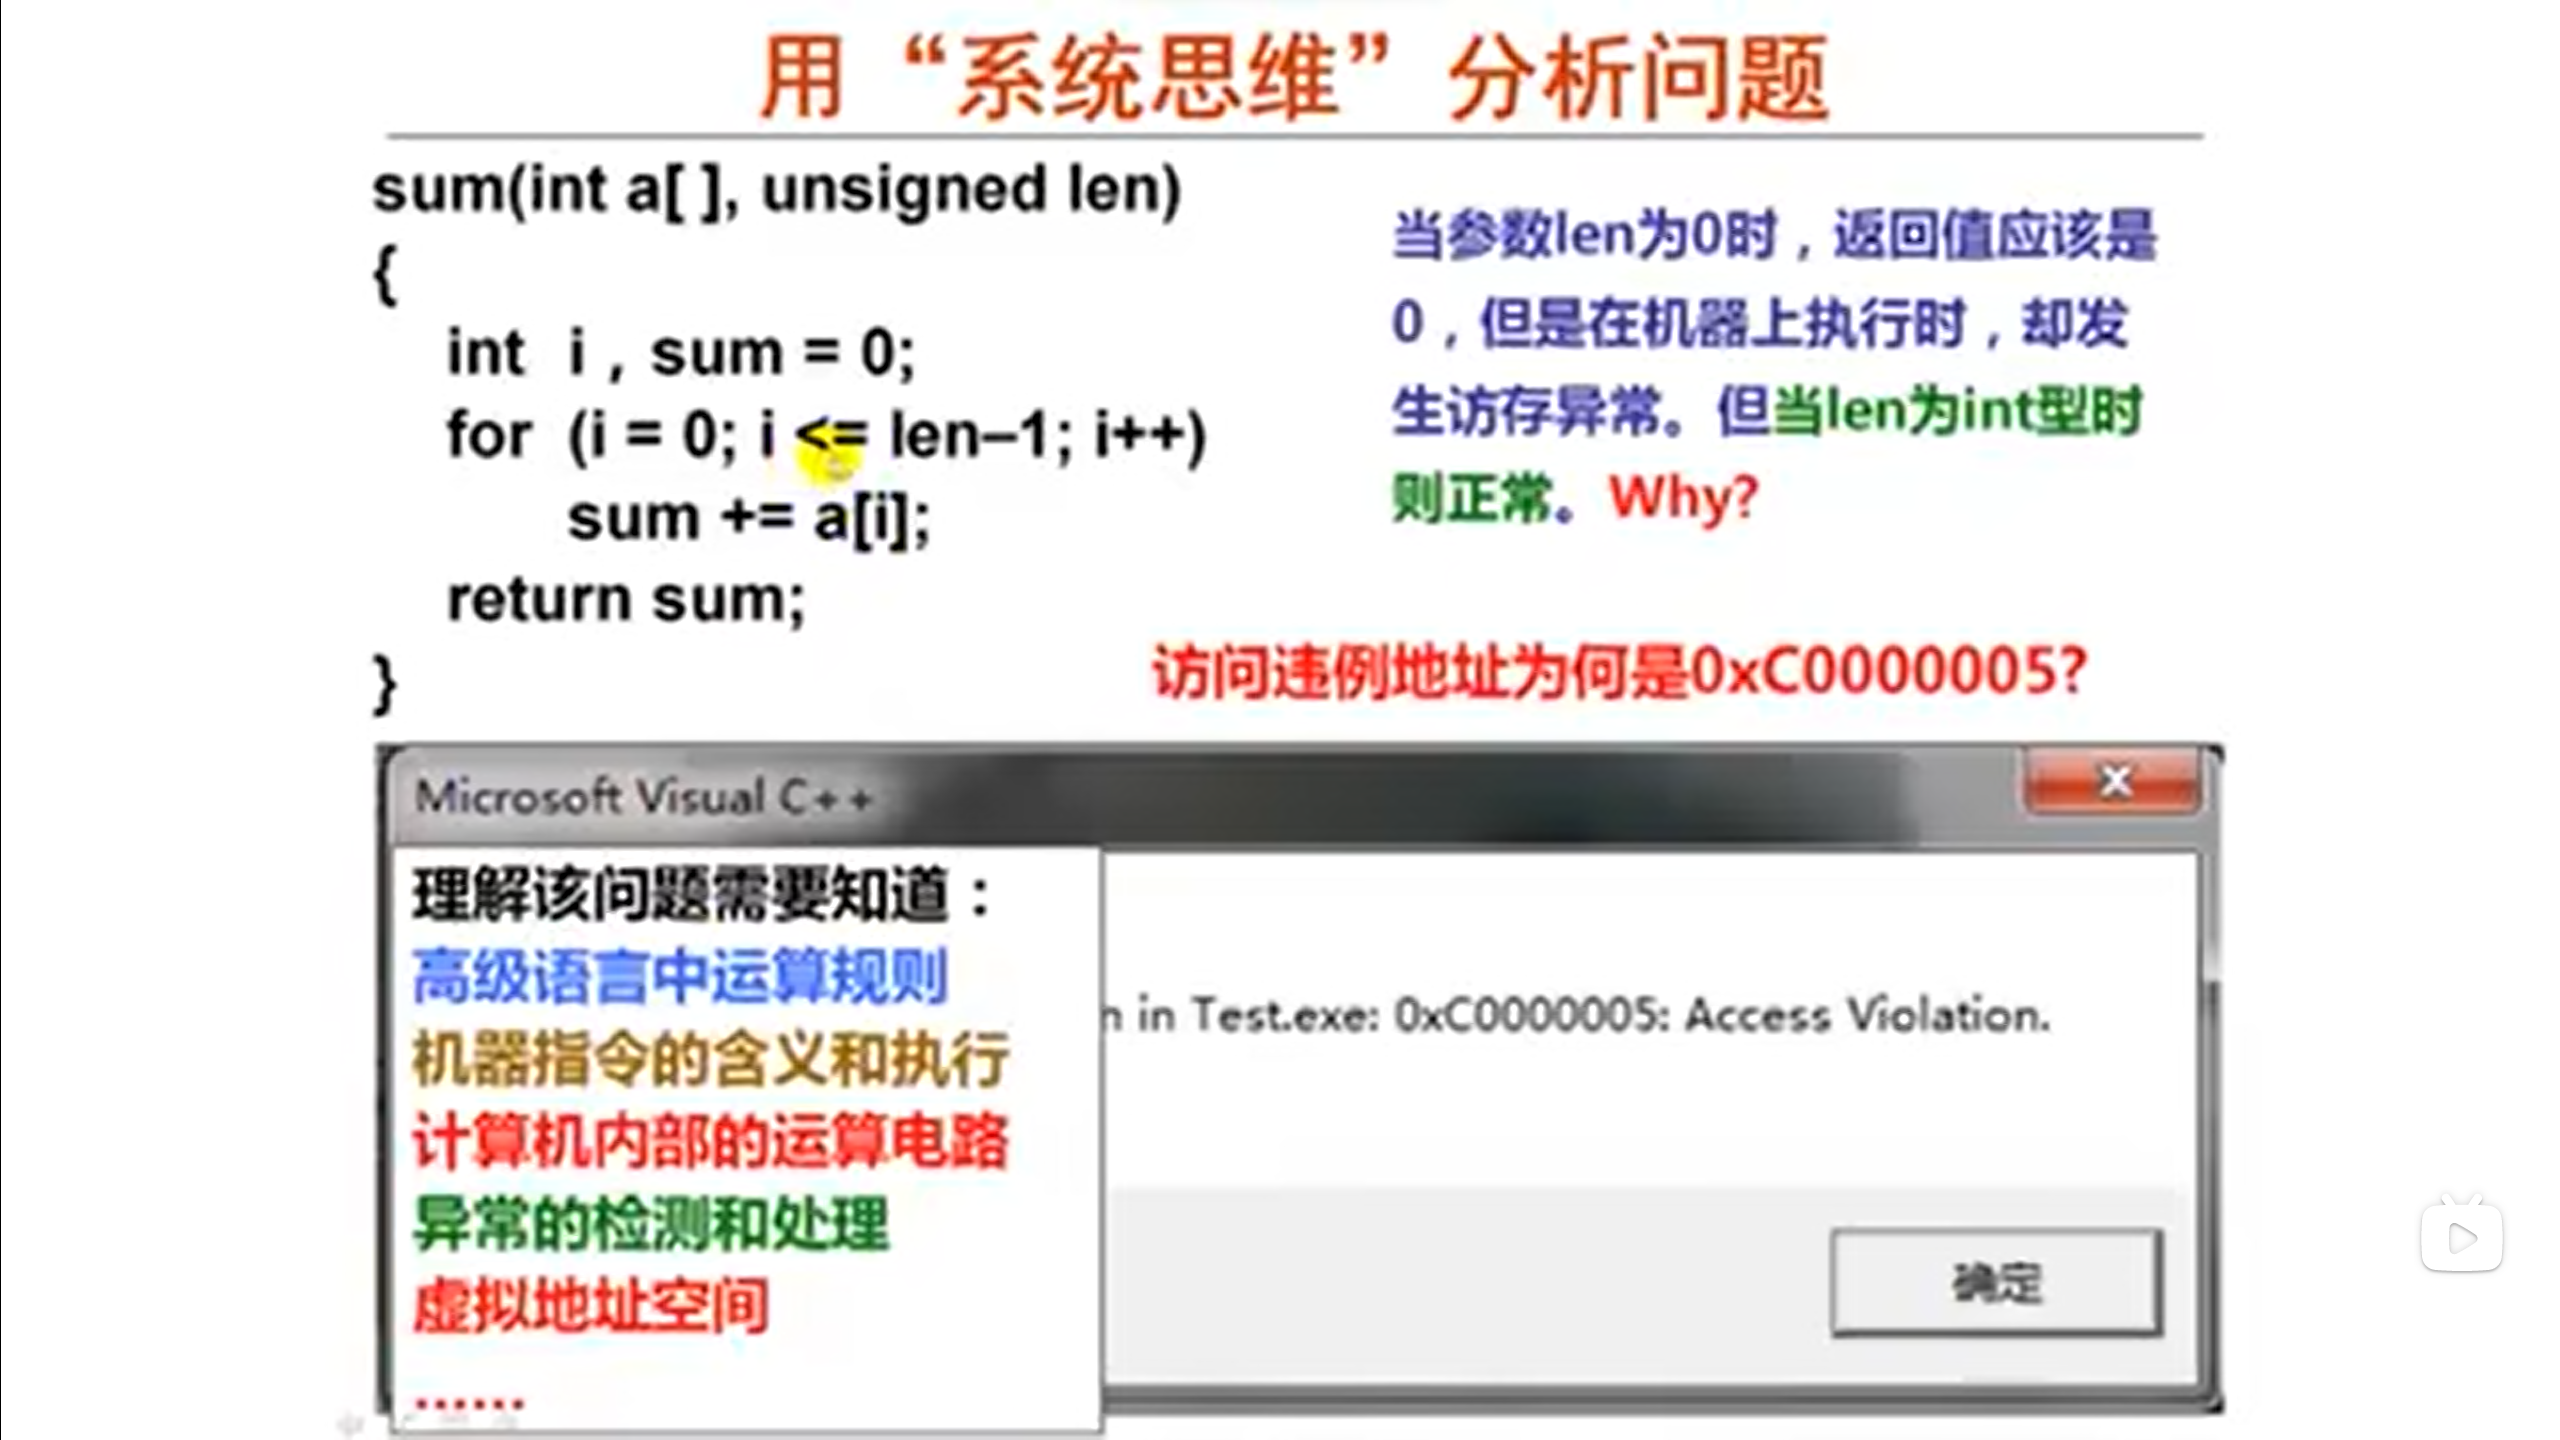 用 “系统思维” 分析问题
sum(int a[ ], unsigned len)
{
int i , sum = 0;
for (i = 0; i <= len–1; i++)
sum += a[i];
return sum;
}
当参数len为0时，返回值应该是
0，但是在机器上执行时，却发
生访存异常。但当len为int型时
则正常。Why?
访问违例地址为何是0xC0000005?
Microsoft Visual C++
理解该问题需要知道：
高级语言中运算规则
机器指令的含义和执行
计算机内部的运算电路
异常的检测和处理
虚拟地址空间
……
n in Test.exe: 0xC0000005: Access Violation.
确定